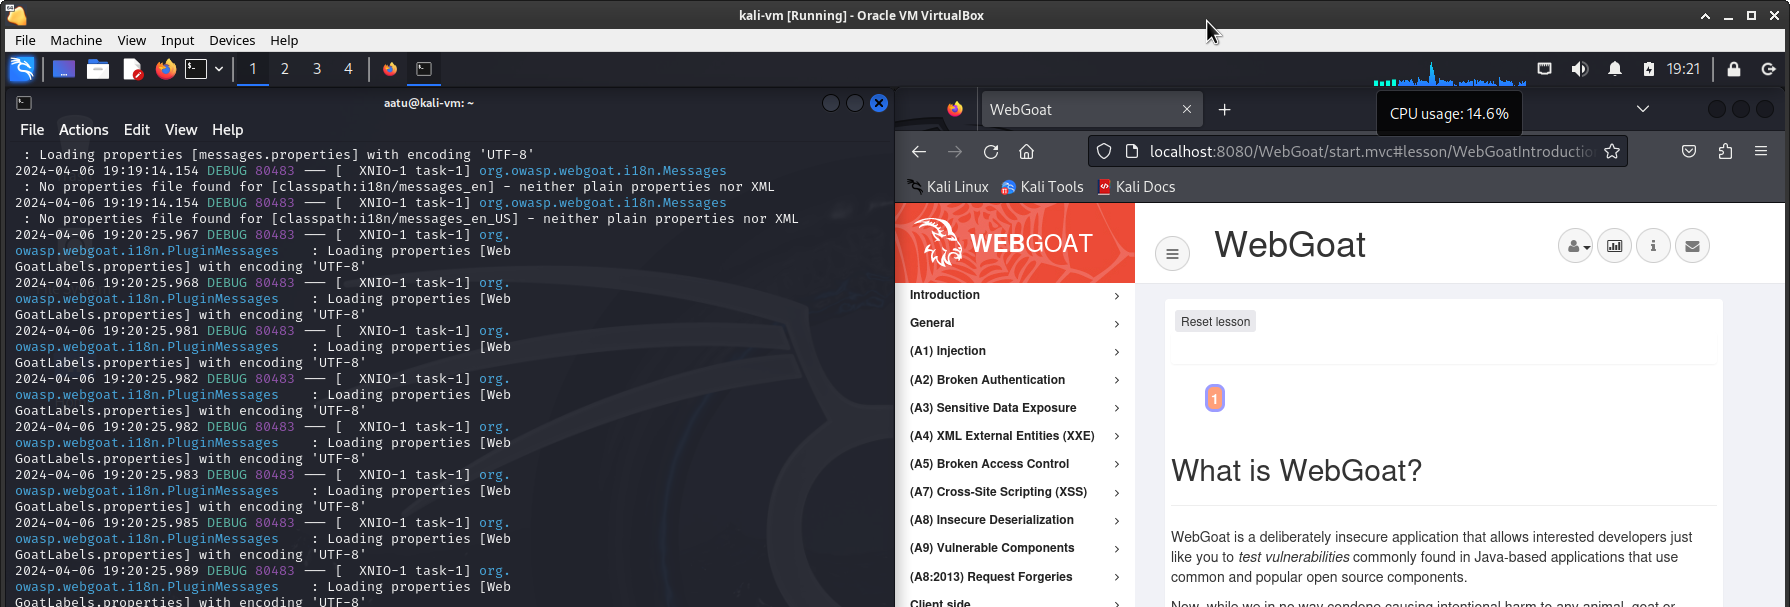 kali-vm [Running] - Oracle VM VirtualBox
File Machine View Input Devices Help
1 2 3 4 19:21
aatu@kali-vm: ~
File Actions Edit View Help
: Loading properties [messages.properties] with encoding 'UTF-8'
2024-04-06 19:19:14.154 DEBUG 80483 —— [  XNIO-1 task-1] org.owasp.webgoat.i18n.Messages
: No properties file found for [classpath:i18n/messages_en] - neither plain properties nor XML
2024-04-06 19:19:14.154 DEBUG 80483 —— [  XNIO-1 task-1] org.owasp.webgoat.i18n.Messages
: No properties file found for [classpath:i18n/messages_en_US] - neither plain properties nor XML
2024-04-06 19:20:25.967 DEBUG 80483 —— [  XNIO-1 task-1] org.
owasp.webgoat.i18n.PluginMessages    : Loading properties [Web
GoatLabels.properties] with encoding 'UTF-8'
2024-04-06 19:20:25.968 DEBUG 80483 —— [  XNIO-1 task-1] org.
owasp.webgoat.i18n.PluginMessages    : Loading properties [Web
GoatLabels.properties] with encoding 'UTF-8'
2024-04-06 19:20:25.981 DEBUG 80483 —— [  XNIO-1 task-1] org.
owasp.webgoat.i18n.PluginMessages    : Loading properties [Web
GoatLabels.properties] with encoding 'UTF-8'
2024-04-06 19:20:25.982 DEBUG 80483 —— [  XNIO-1 task-1] org.
owasp.webgoat.i18n.PluginMessages    : Loading properties [Web
GoatLabels.properties] with encoding 'UTF-8'
2024-04-06 19:20:25.982 DEBUG 80483 —— [  XNIO-1 task-1] org.
owasp.webgoat.i18n.PluginMessages    : Loading properties [Web
GoatLabels.properties] with encoding 'UTF-8'
2024-04-06 19:20:25.983 DEBUG 80483 —— [  XNIO-1 task-1] org.
owasp.webgoat.i18n.PluginMessages    : Loading properties [Web
GoatLabels.properties] with encoding 'UTF-8'
2024-04-06 19:20:25.985 DEBUG 80483 —— [  XNIO-1 task-1] org.
owasp.webgoat.i18n.PluginMessages    : Loading properties [Web
GoatLabels.properties] with encoding 'UTF-8'
2024-04-06 19:20:25.989 DEBUG 80483 —— [  XNIO-1 task-1] org.
owasp.webgoat.i18n.PluginMessages    : Loading properties [Web
GoatLabels.properties] with encoding 'UTF-8'
WebGoat
CPU usage: 14.6%
localhost:8080/WebGoat/start.mvc#lesson/WebGoatIntroductio
Kali Linux Kali Tools Kali Docs
WEBGOAT
Introduction
General
(A1) Injection
(A2) Broken Authentication
(A3) Sensitive Data Exposure
(A4) XML External Entities (XXE)
(A5) Broken Access Control
(A7) Cross-Site Scripting (XSS)
(A8) Insecure Deserialization
(A9) Vulnerable Components
(A8:2013) Request Forgeries
Client side
WebGoat
Reset lesson
1
What is WebGoat?
WebGoat is a deliberately insecure application that allows interested developers just
like you to test vulnerabilities commonly found in Java-based applications that use
common and popular open source components.
Now, while we in no way condone causing intentional harm to any animal, goat or